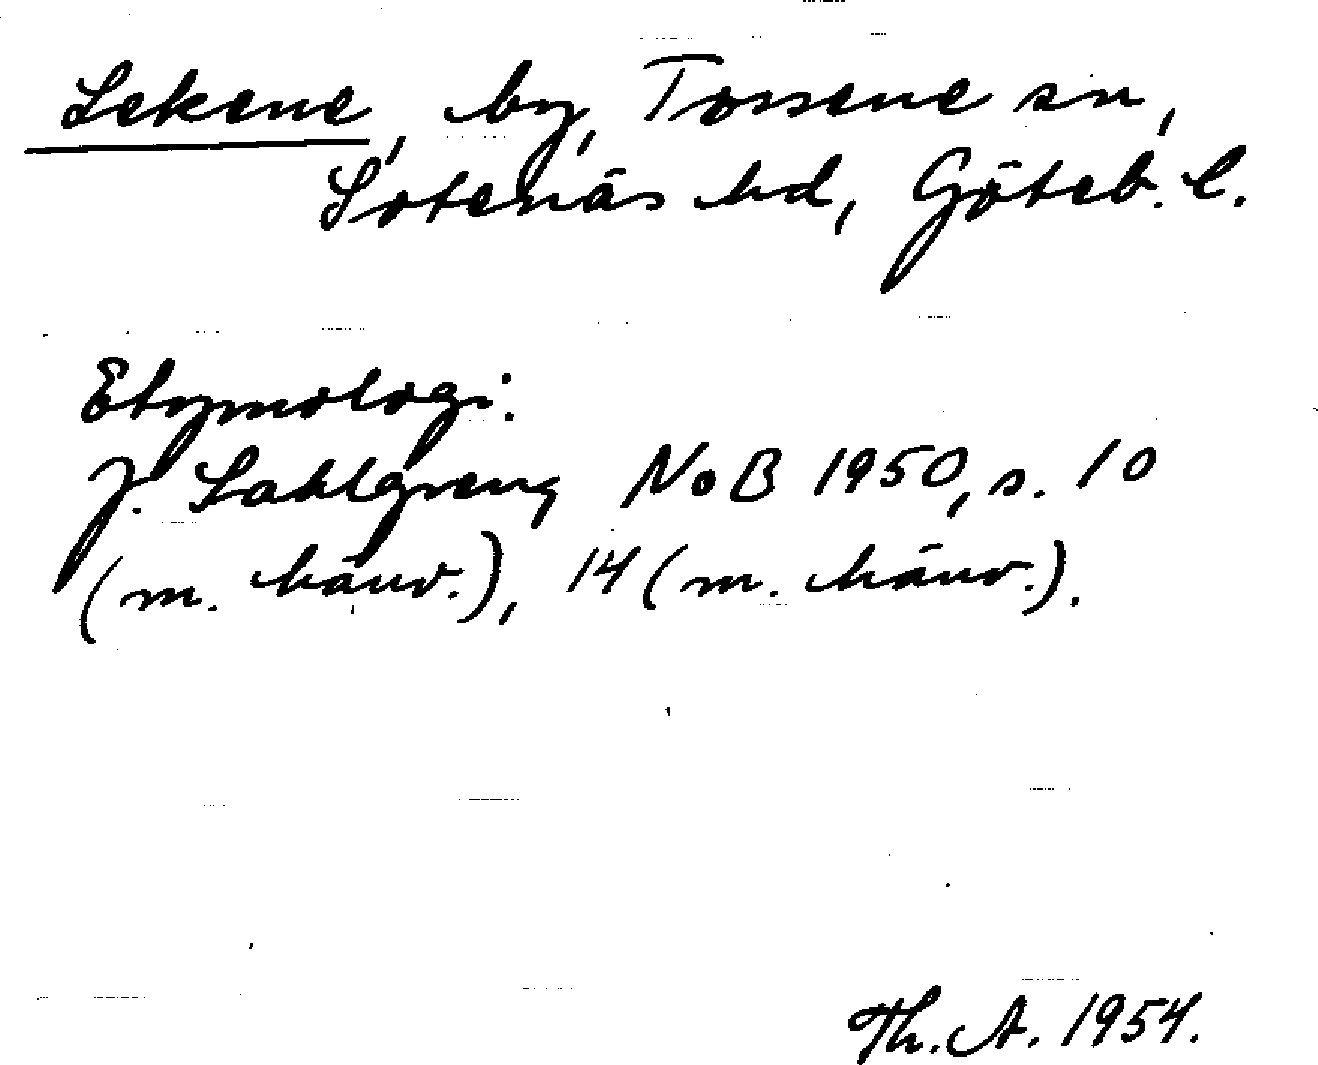 Lekene, by, Tossene sn,
Sotenäs hd, Göteb. l.
Etymologi:
J. Sahlgren, NoB 1950, s. 10
(m. hänv.), 14 (m. hänv.).
Th. A. 1954.